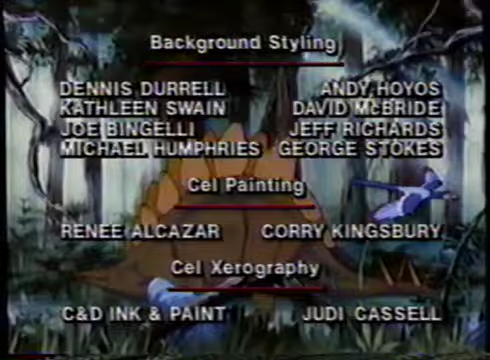 Background Styling
DENNIS DURRELL ANDY HOYOS
KATHLEEN SWAIN DAVID McBRIDE
JOE BINGELLI JEFF RICHARDS
MICHAEL HUMPHRIES GEORGE STOKES
Cel Painting
RENEE ALCAZAR CORRY KINGSBURY
Cel Xerography
C&D INK & PAINT JUDI CASSELL